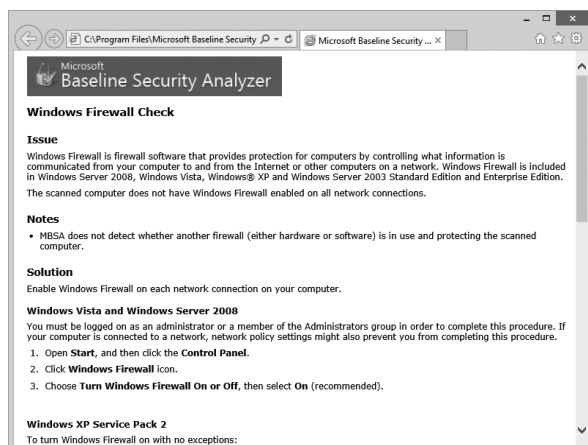 C:\Program Files\Microsoft Baseline Security
Microsoft Baseline Security ...
Microsoft
Baseline Security Analyzer
Windows Firewall Check
Issue
Windows Firewall is firewall software that provides protection for computers by controlling what information is
communicated from your computer to and from the Internet or other computers on a network. Windows Firewall is included
in Windows Server 2008, Windows Vista, Windows® XP and Windows Server 2003 Standard Edition and Enterprise Edition.
The scanned computer does not have Windows Firewall enabled on all network connections.
Notes
• MBSA does not detect whether another firewall (either hardware or software) is in use and protecting the scanned
computer.
Solution
Enable Windows Firewall on each network connection on your computer.
Windows Vista and Windows Server 2008
You must be logged on as an administrator or a member of the Administrators group in order to complete this procedure. If
your computer is connected to a network, network policy settings might also prevent you from completing this procedure.
1. Open Start, and then click the Control Panel.
2. Click Windows Firewall icon.
3. Choose Turn Windows Firewall On or Off, then select On (recommended).
Windows XP Service Pack 2
To turn Windows Firewall on with no exceptions: